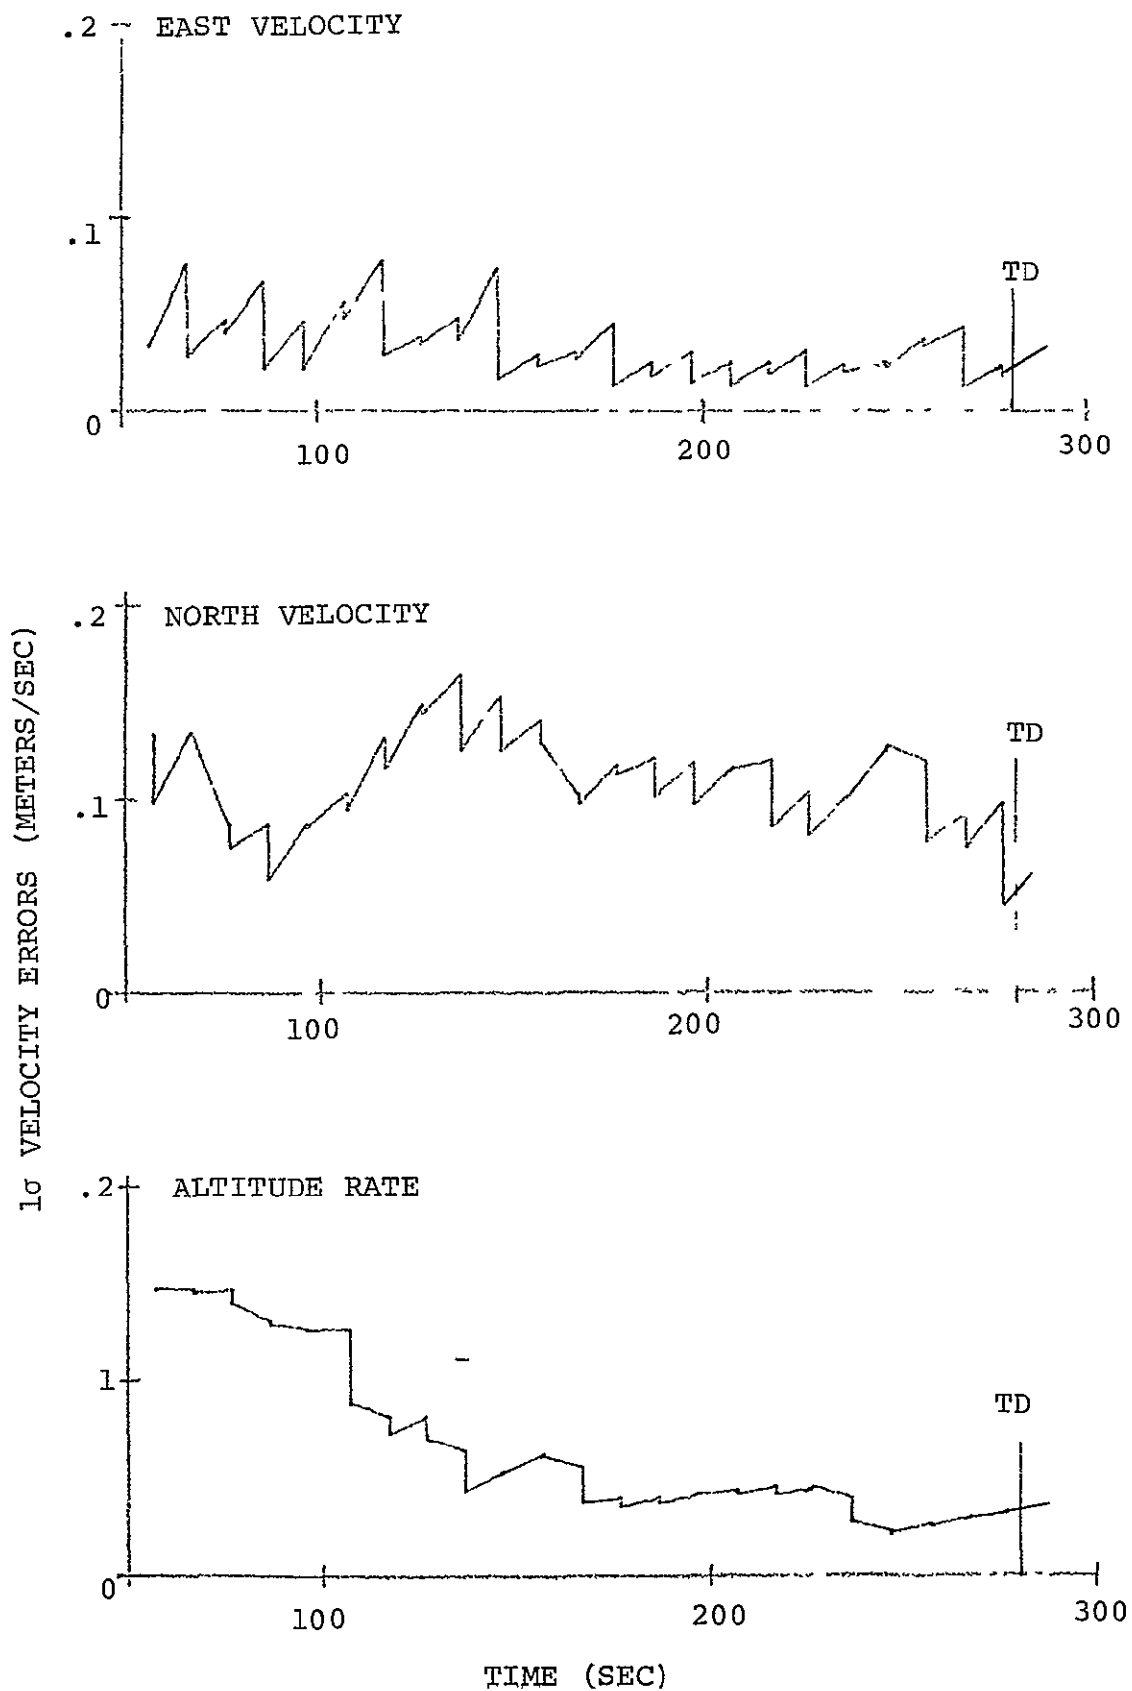 .2 EAST VELOCITY
.1
TD
0
100 200 300
1σ VELOCITY ERRORS (METERS/SEC)
.2 NORTH VELOCITY
TD
.1
0
100 200 300
.2 ALTITUDE RATE
1
TD
0
100 200 300
TIME (SEC)